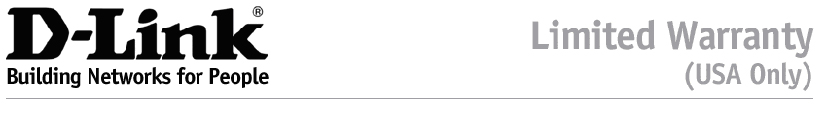 D-Link®
Building Networks for People
Limited Warranty
(USA Only)